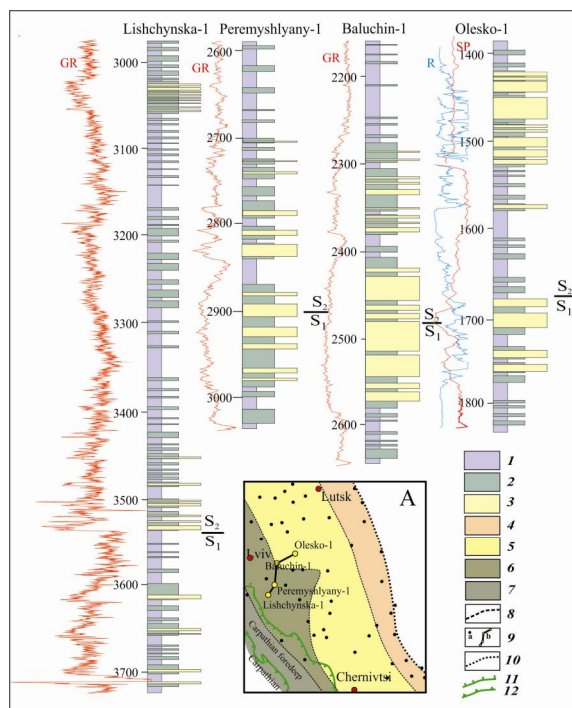 Lishchynska-1 Peremyshlyany-1 Baluchin-1 Olesko-1
GR
3000
3100
3200
3300
3400
3500
3600
3700
S2
S1
GR
2600
2700
2800
2900
3000
S2
S1
GR
2200
2300
2400
2500
2600
S2
S1
R
SP
1400
1500
1600
1700
1800
S2
S1
A
Lutsk
Lviv
Olesko-1
Baluchin-1
Peremyshlyany-1
Lishchynska-1
Carpathian foredeep
Carpathian
Chernivtsi
1
2
3
4
5
6
7
8
a b 9
10
11
12